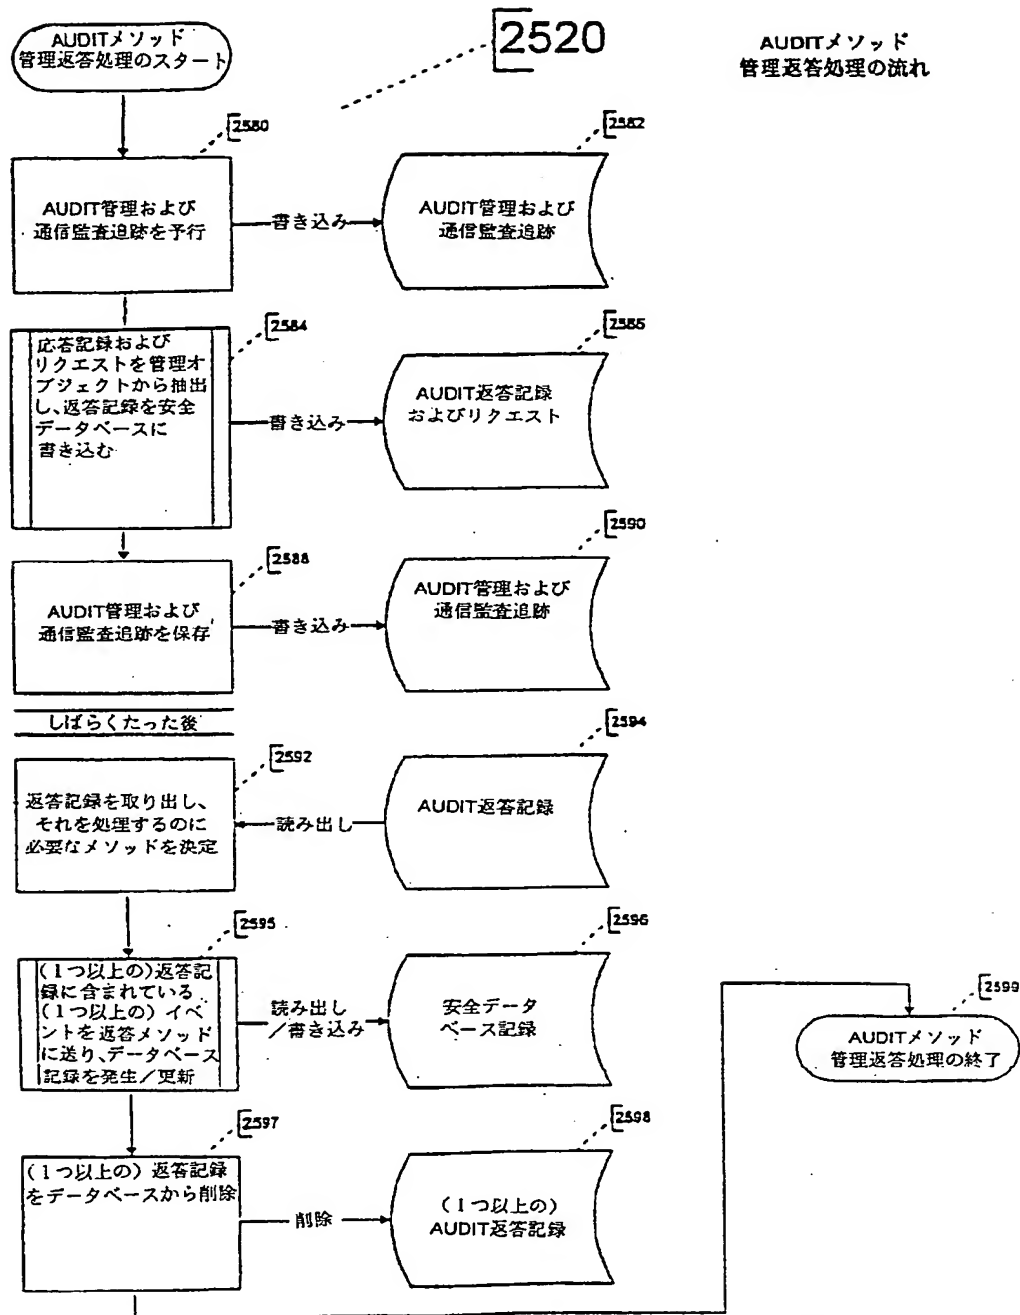 AUDITメソッド
管理返答処理のスタート
2520
AUDITメソッド
管理返答処理の流れ
2580
AUDIT管理および
通信監査追跡を予行
書き込み
2582
AUDIT管理および
通信監査追跡
2584
応答記録および
リクエストを管理オ
ブジェクトから抽出
し、返答記録を安全
データベースに
書き込む
書き込み
2586
AUDIT返答記録
およびリクエスト
2588
AUDIT管理および
通信監査追跡を保存
書き込み
2590
AUDIT管理および
通信監査追跡
しばらくたった後
2592
返答記録を取り出し、
それを処理するのに
必要なメソッドを決定
読み出し
2594
AUDIT返答記録
2595
(1つ以上の)返答記
録に含まれている
(1つ以上の)イベ
ントを返答メソッド
に送り、データベース
記録を発生/更新
読み出し
/書き込み
2596
安全データ
ベース記録
2597
(1つ以上の)返答記録
をデータベースから削除
削除
2598
(1つ以上の)
AUDIT返答記録
2599
AUDITメソッド
管理返答処理の終了